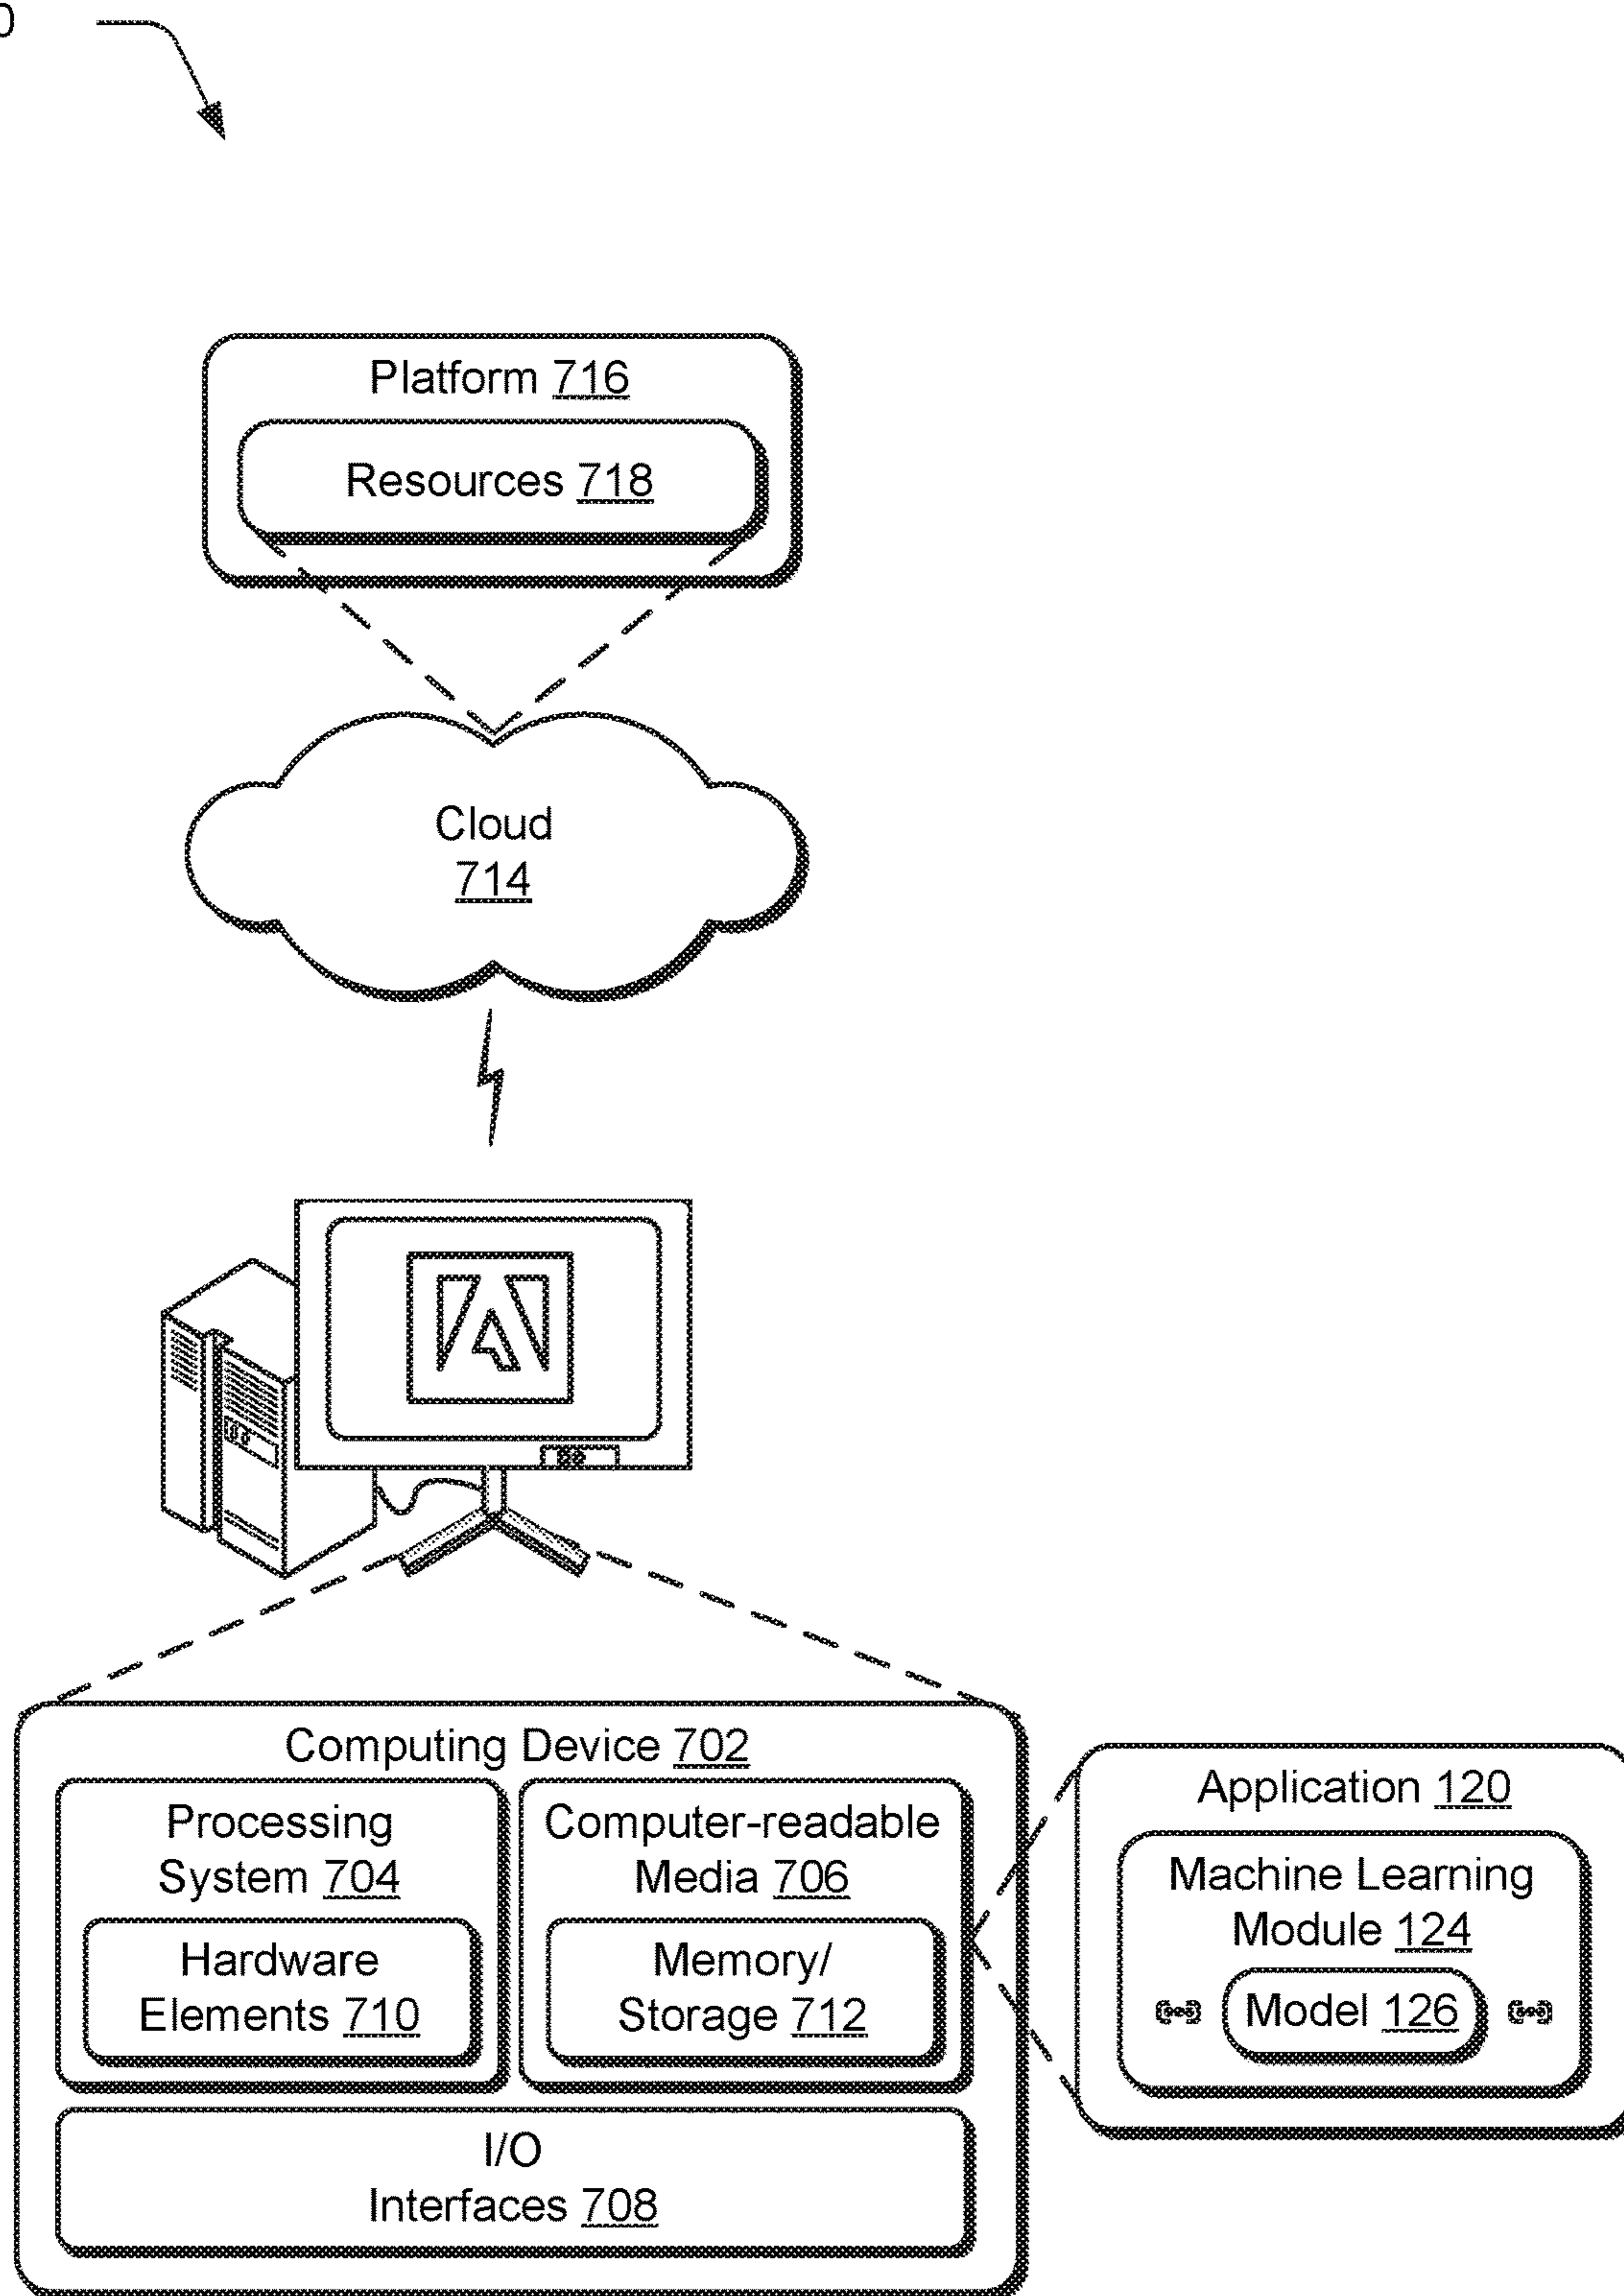 0
Platform 716
Resources 718
Cloud
714
Computing Device 702
Processing
System 704
Hardware
Elements 710
Computer-readable
Media 706
Memory/
Storage 712
I/O
Interfaces 708
Application 120
Machine Learning
Module 124
Model 126